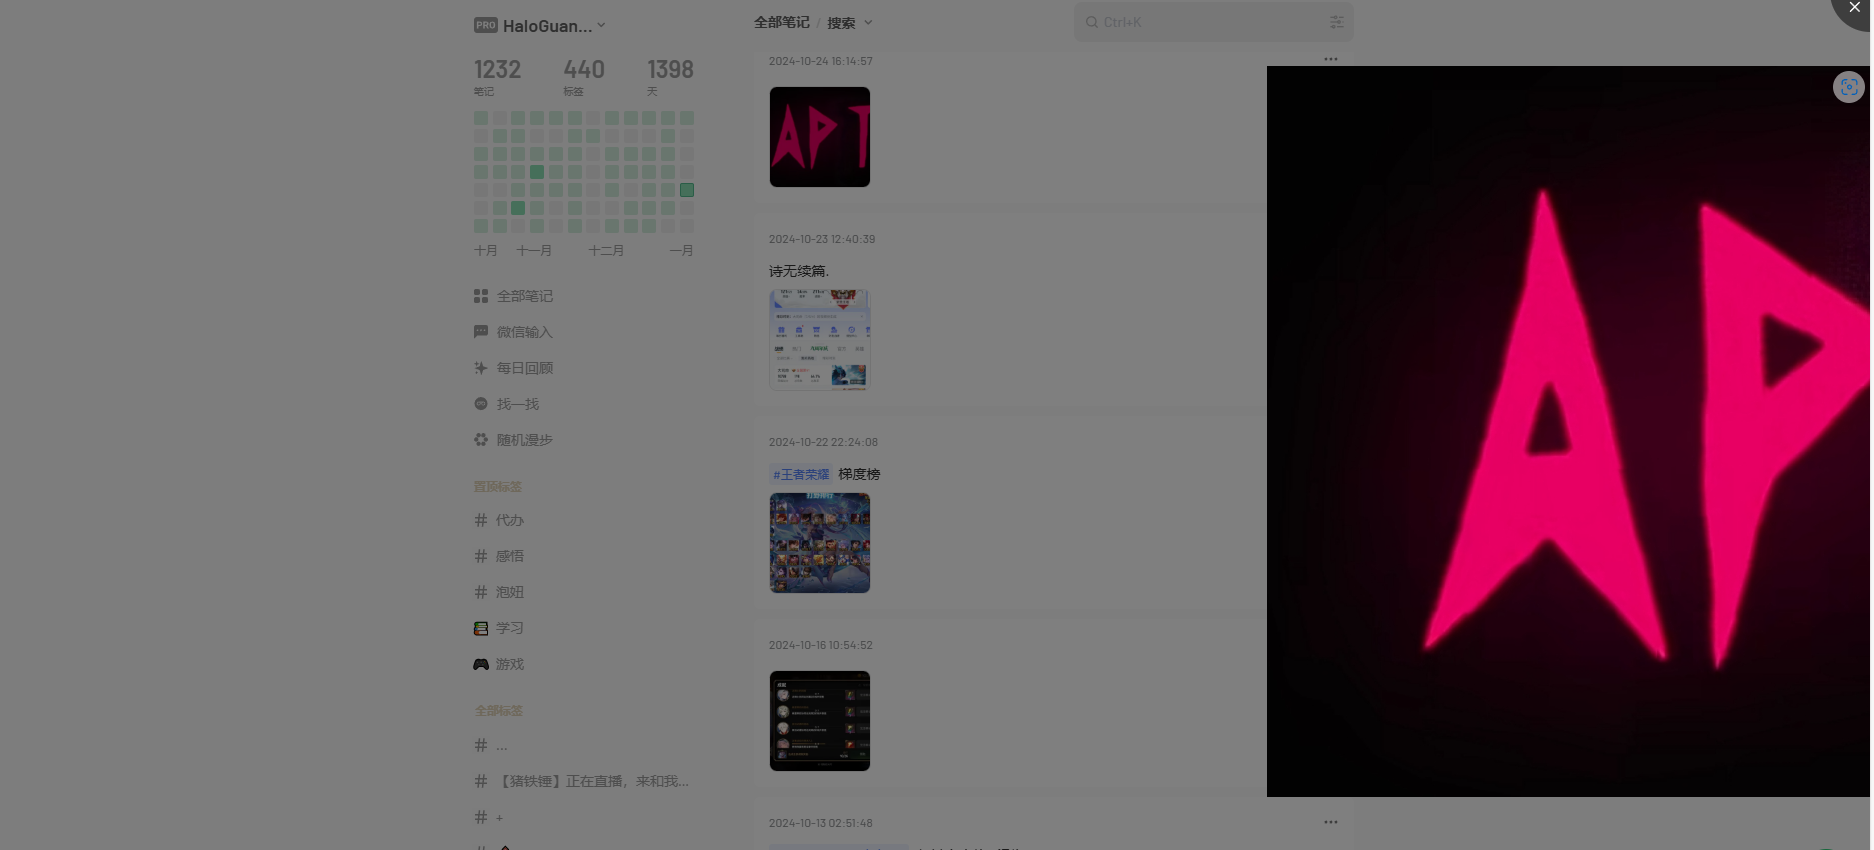 PRO HaloGuan...
1232 440 1398
笔记 标签 天
十月 十一月 十二月 一月
全部笔记
微信输入
每日回顾
找一找
随机漫步
置顶标签
# 代办
# 感悟
# 泡妞
学习
游戏
全部标签
# ...
# 【猪铁锤】正在直播，来和我...
# +
#
全部笔记 / 搜索
Ctrl+K
2024-10-24 16:14:57
AP T
2024-10-23 12:40:39
诗无续篇.
2024-10-22 22:24:08
#王者荣耀 梯度榜
2024-10-16 10:54:52
2024-10-13 02:51:48
AP